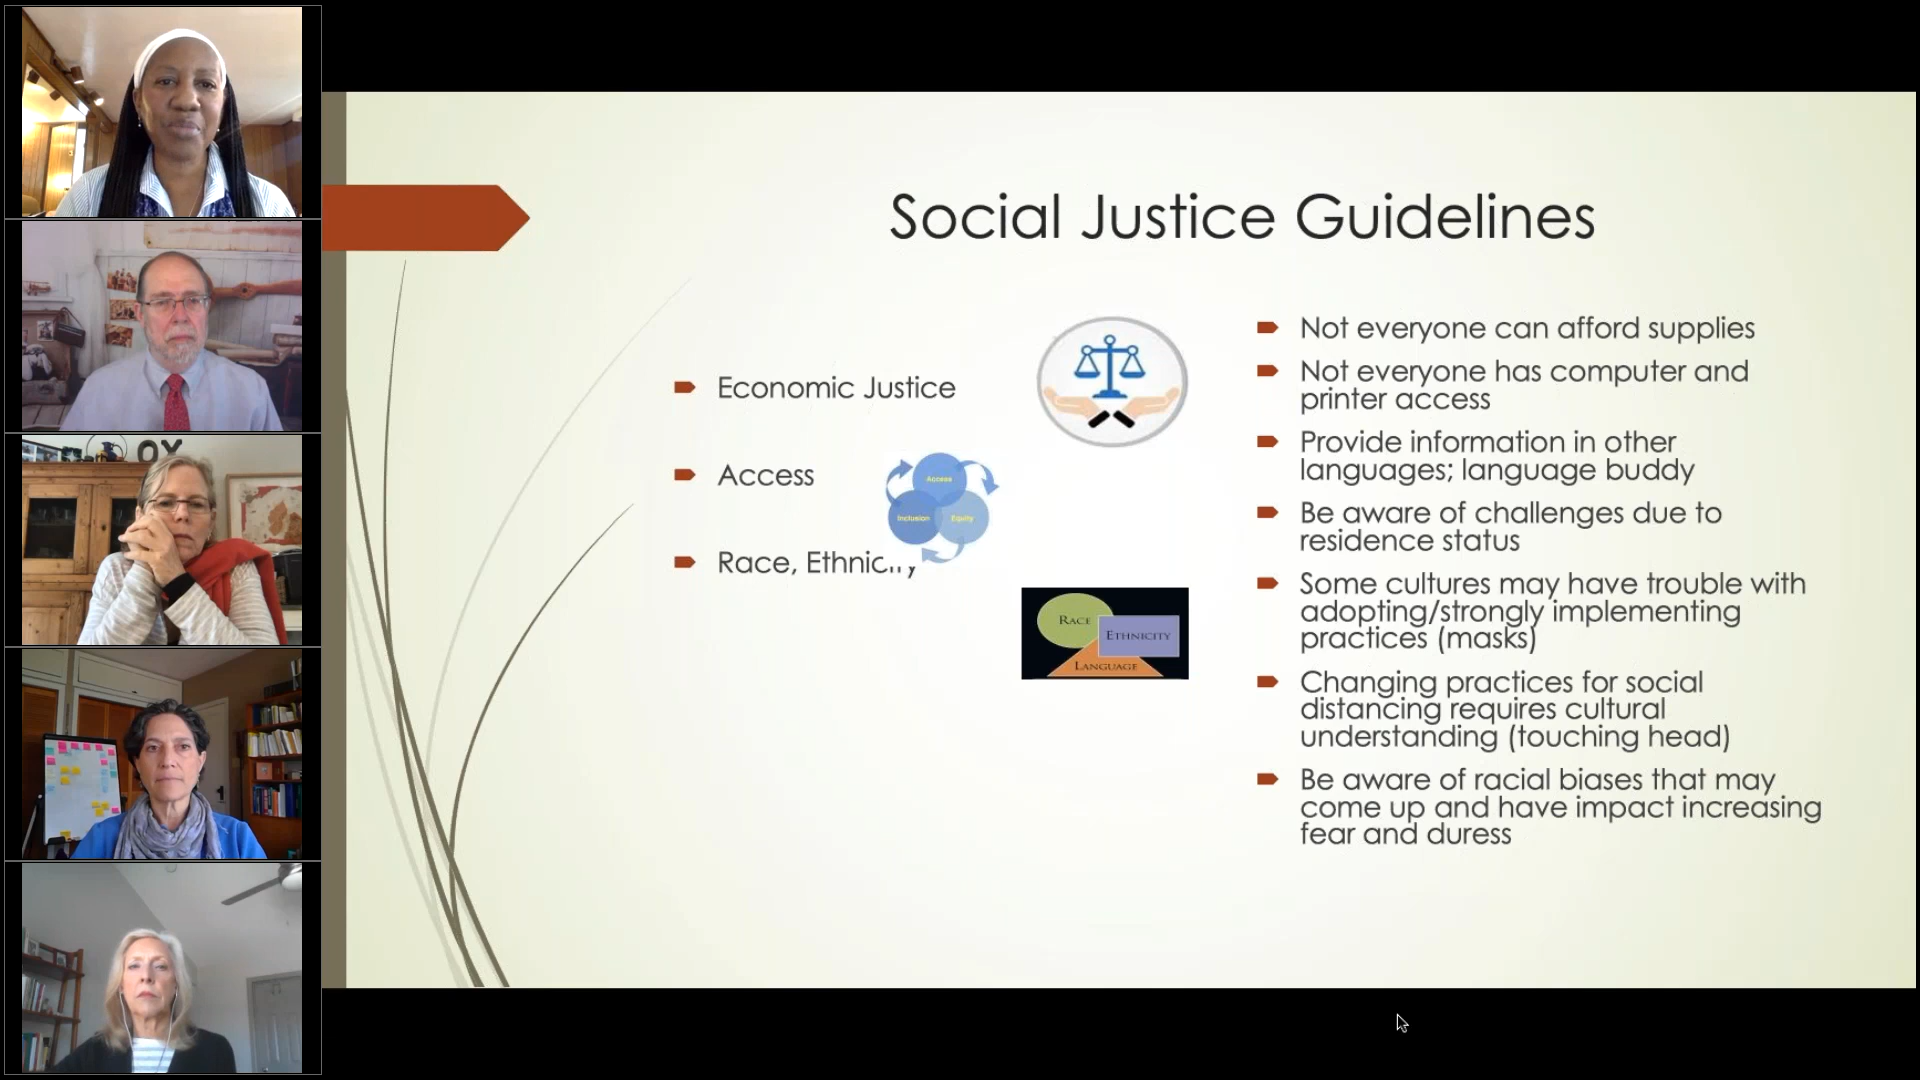 OX
Social Justice Guidelines
Economic Justice
Access
Race, Ethnicity
Access
Inclusion
Equity
RACE
ETHNICITY
LANGUAGE
Not everyone can afford supplies
Not everyone has computer and
printer access
Provide information in other
languages; language buddy
Be aware of challenges due to
residence status
Some cultures may have trouble with
adopting/strongly implementing
practices (masks)
Changing practices for social
distancing requires cultural
understanding (touching head)
Be aware of racial biases that may
come up and have impact increasing
fear and duress